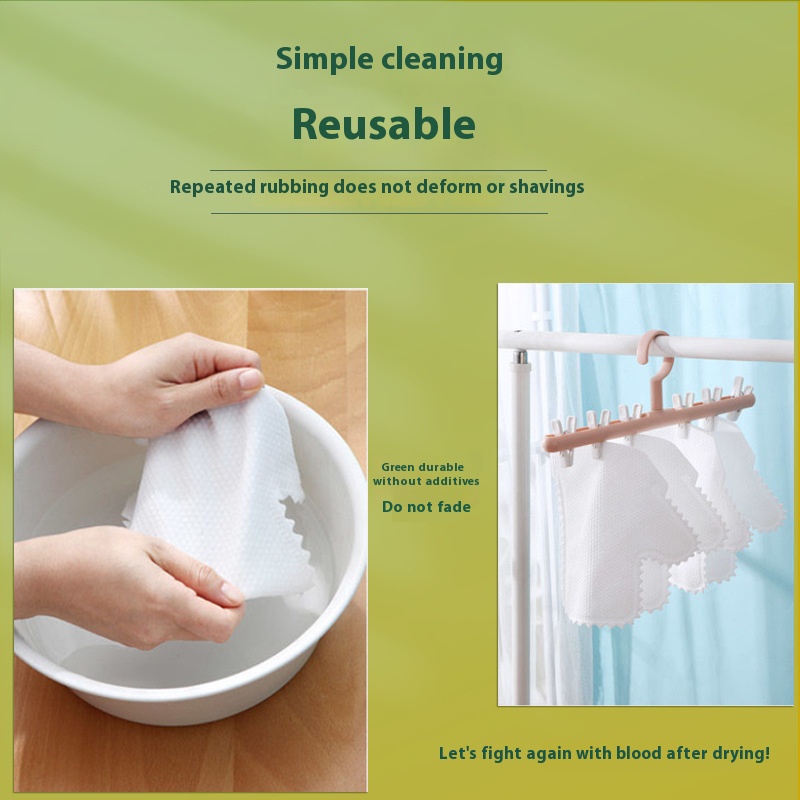 Simple cleaning
Reusable
Repeated rubbing does not deform or shavings
Green durable
without additives
Do not fade
Let's fight again with blood after drying!